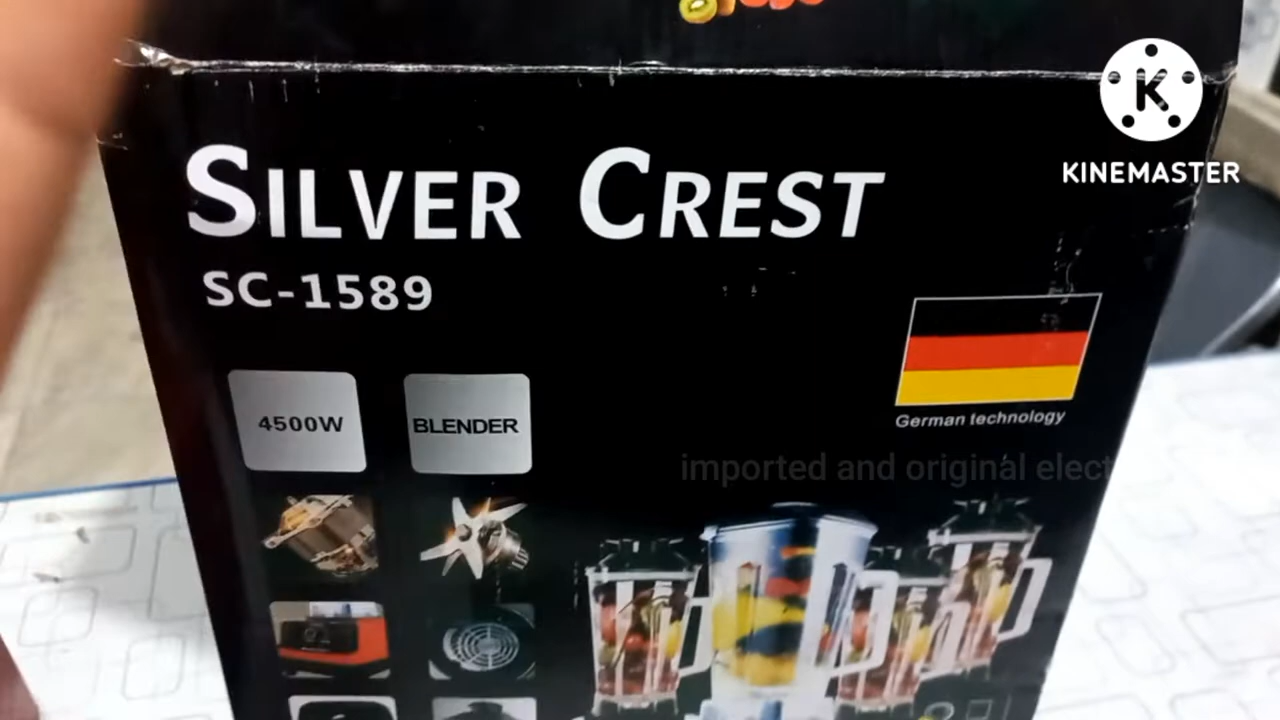 K
KINEMASTER
SILVER CREST
SC-1589
4500W
BLENDER
German technology
imported and original elect